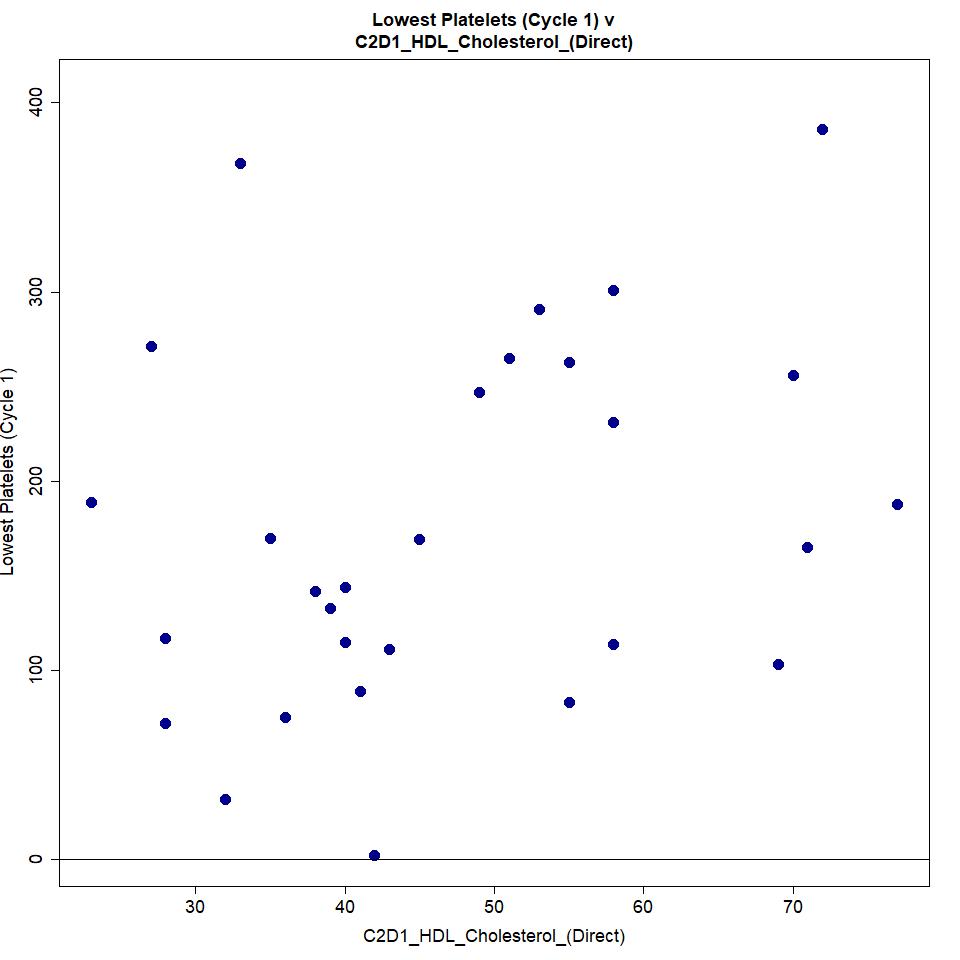 Lowest Platelets (Cycle 1) v
C2D1_HDL_Cholesterol_(Direct)
400
300
200
100
0
Lowest Platelets (Cycle 1)
30 40 50 60 70
C2D1_HDL_Cholesterol_(Direct)